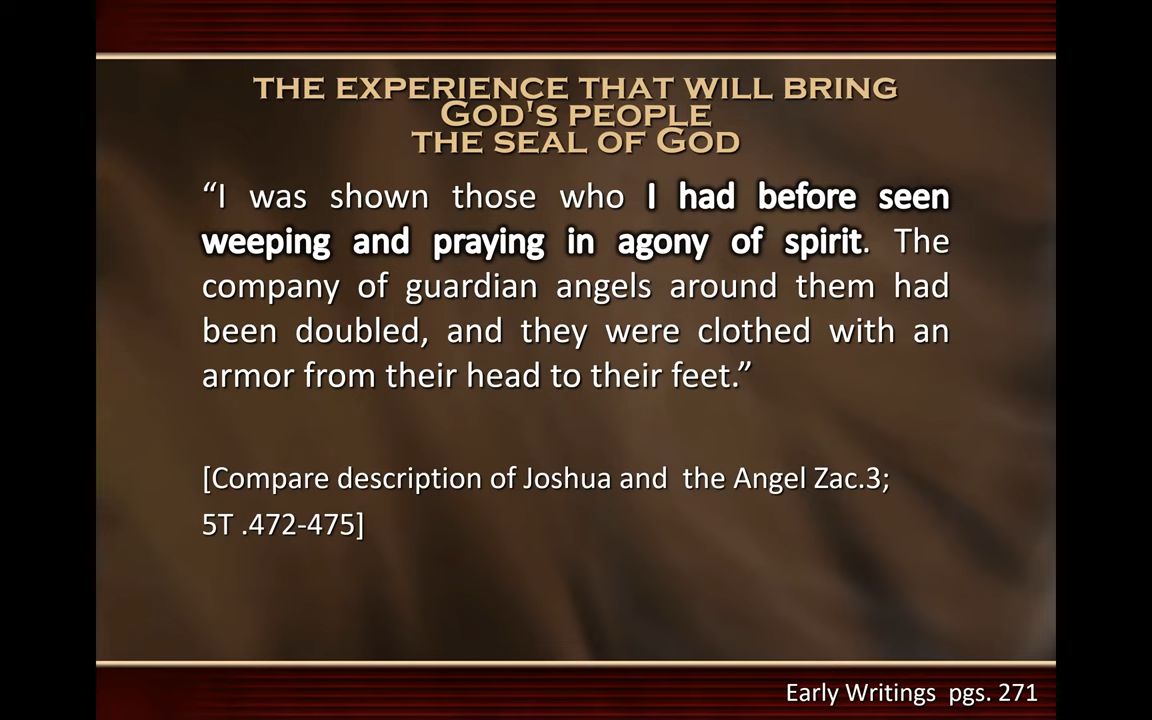 THE EXPERIENCE THAT WILL BRING
GOD'S PEOPLE
THE SEAL OF GOD
“I was shown those who I had before seen
weeping and praying in agony of spirit. The
company of guardian angels around them had
been doubled, and they were clothed with an
armor from their head to their feet.”
[Compare description of Joshua and the Angel Zac.3;
5T .472-475]
Early Writings pgs. 271